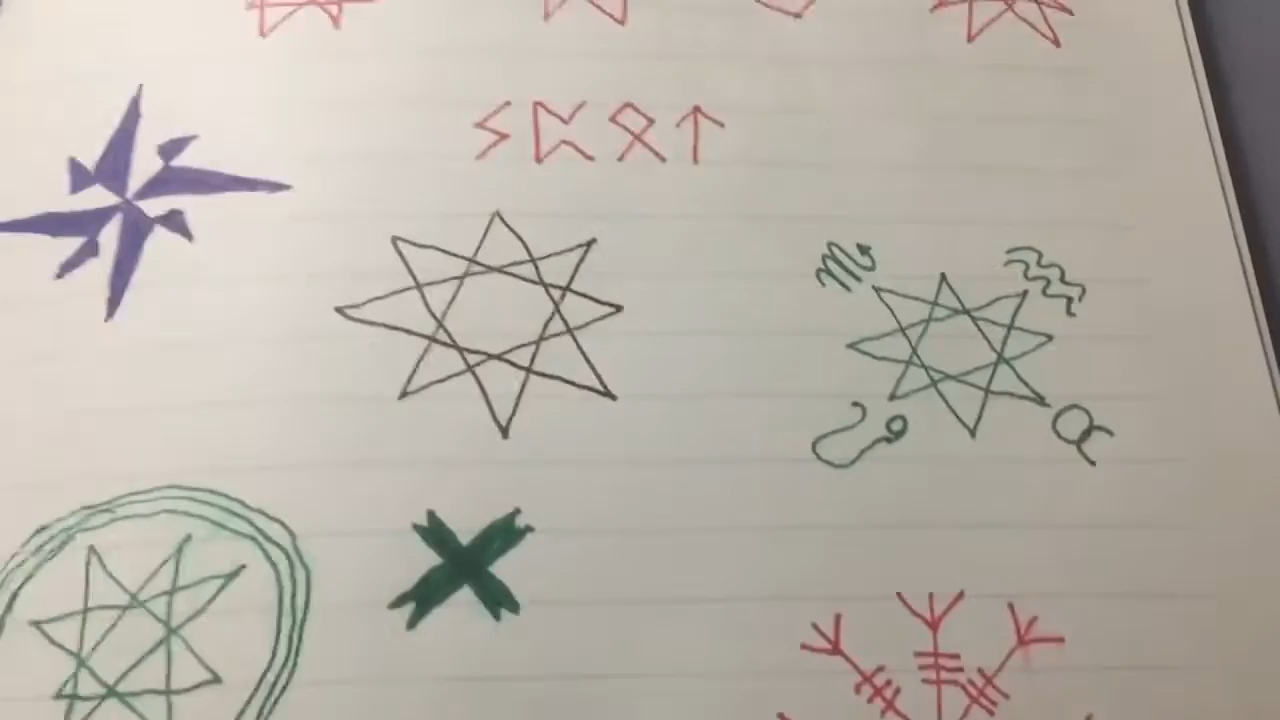 ᛊᛈᛟᛏ
♏ ♒
♌ ♉